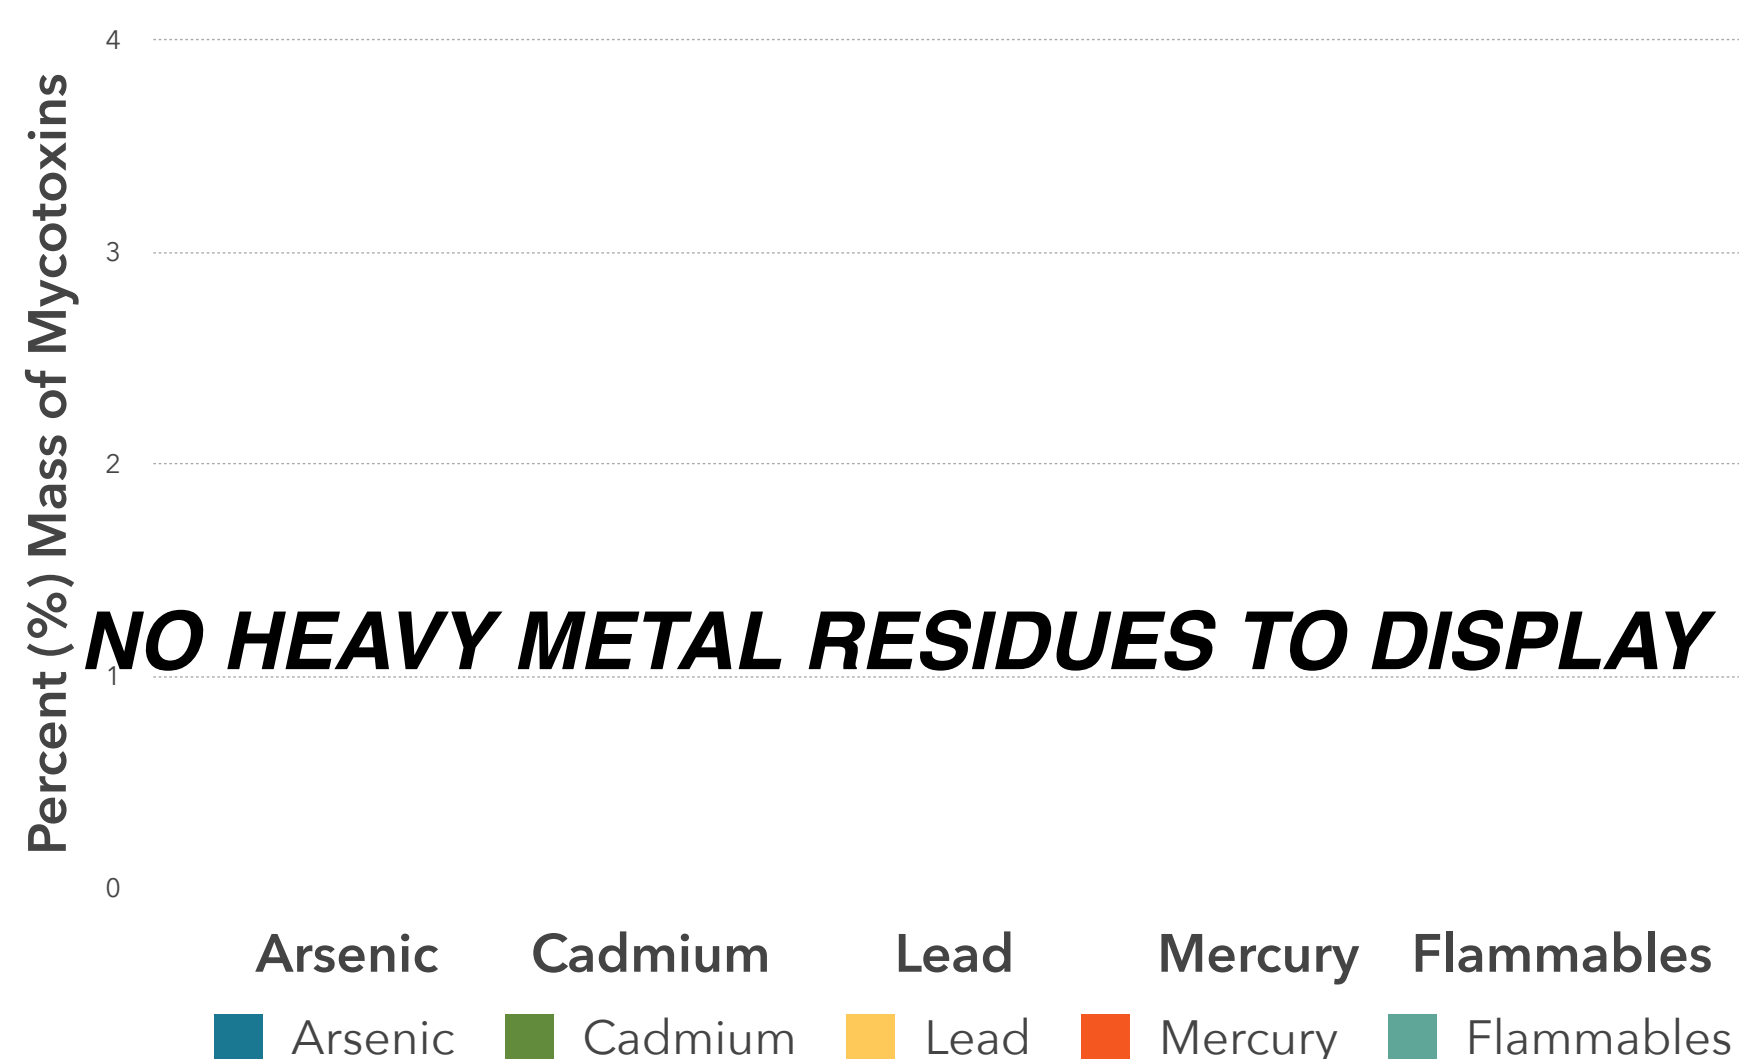 Percent (%) Mass of Mycotoxins
4
3
2
NO HEAVY METAL RESIDUES TO DISPLAY
1
0
Arsenic Cadmium Lead Mercury Flammables
Arsenic Cadmium Lead Mercury Flammables